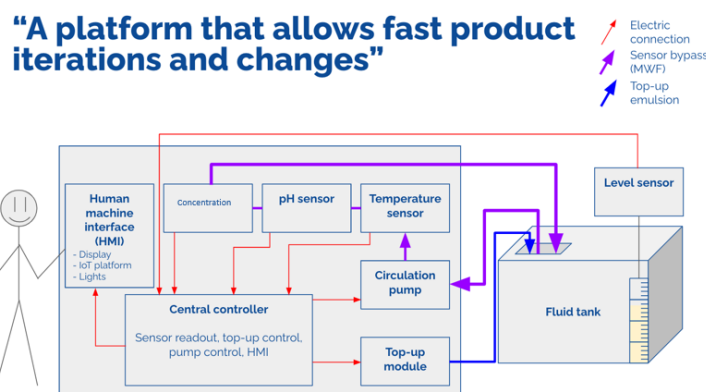 “A platform that allows fast product
iterations and changes”
Electric
connection
Sensor bypass
(MWF)
Top-up
emulsion
Human
machine
interface
(HMI)
- Display
- IoT platform
- Lights
Concentration
pH sensor
Temperature
sensor
Level sensor
Circulation
pump
Fluid tank
Central controller
Sensor readout, top-up control,
pump control, HMI
Top-up
module